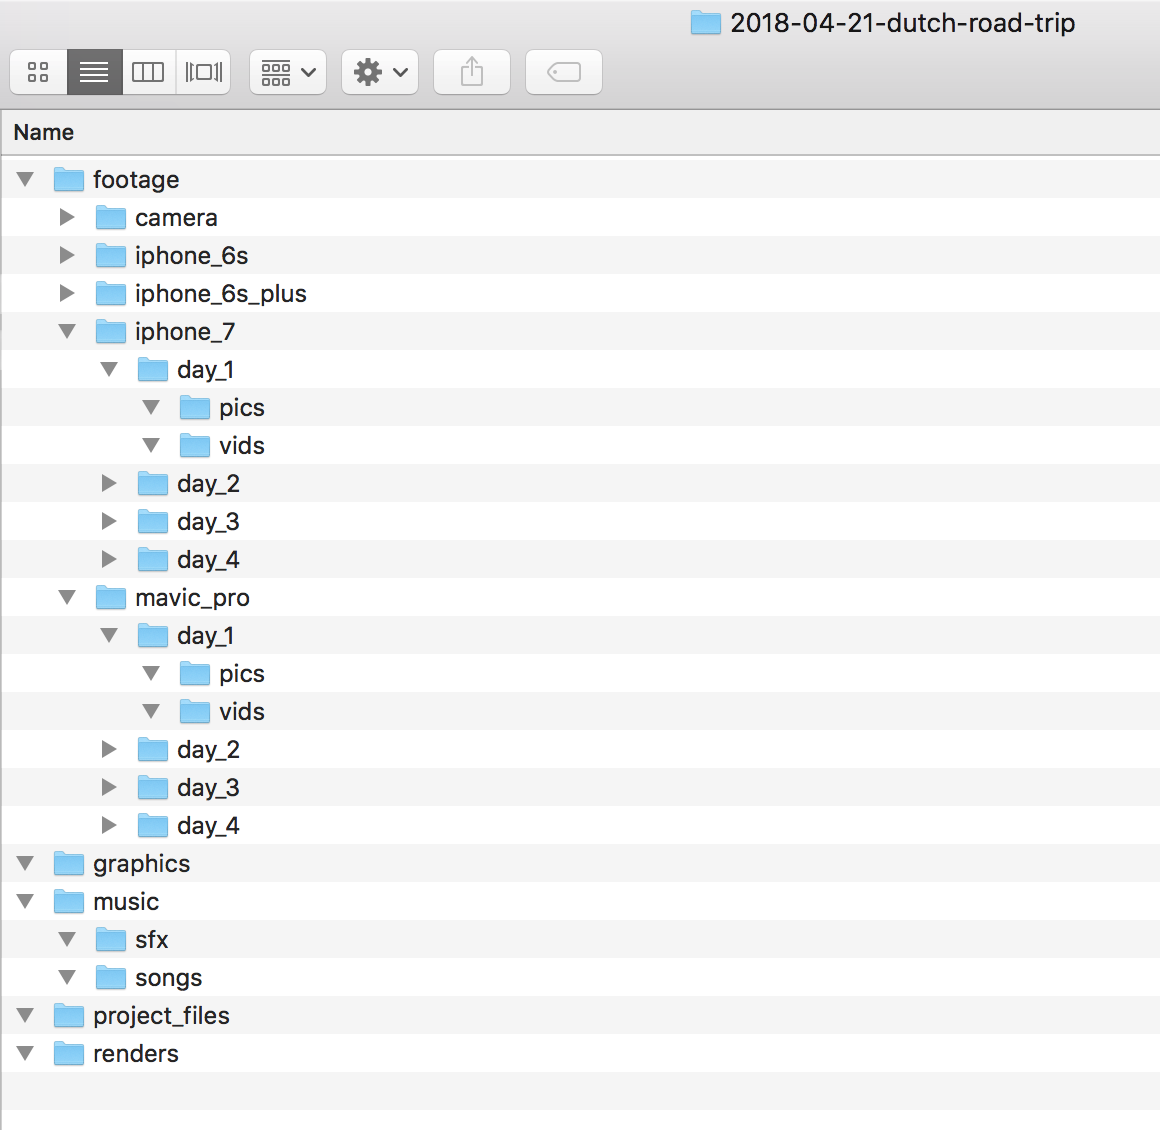 2018-04-21-dutch-road-trip
Name
footage
camera
iphone_6s
iphone_6s_plus
iphone_7
day_1
pics
vids
day_2
day_3
day_4
mavic_pro
day_1
pics
vids
day_2
day_3
day_4
graphics
music
sfx
songs
project_files
renders